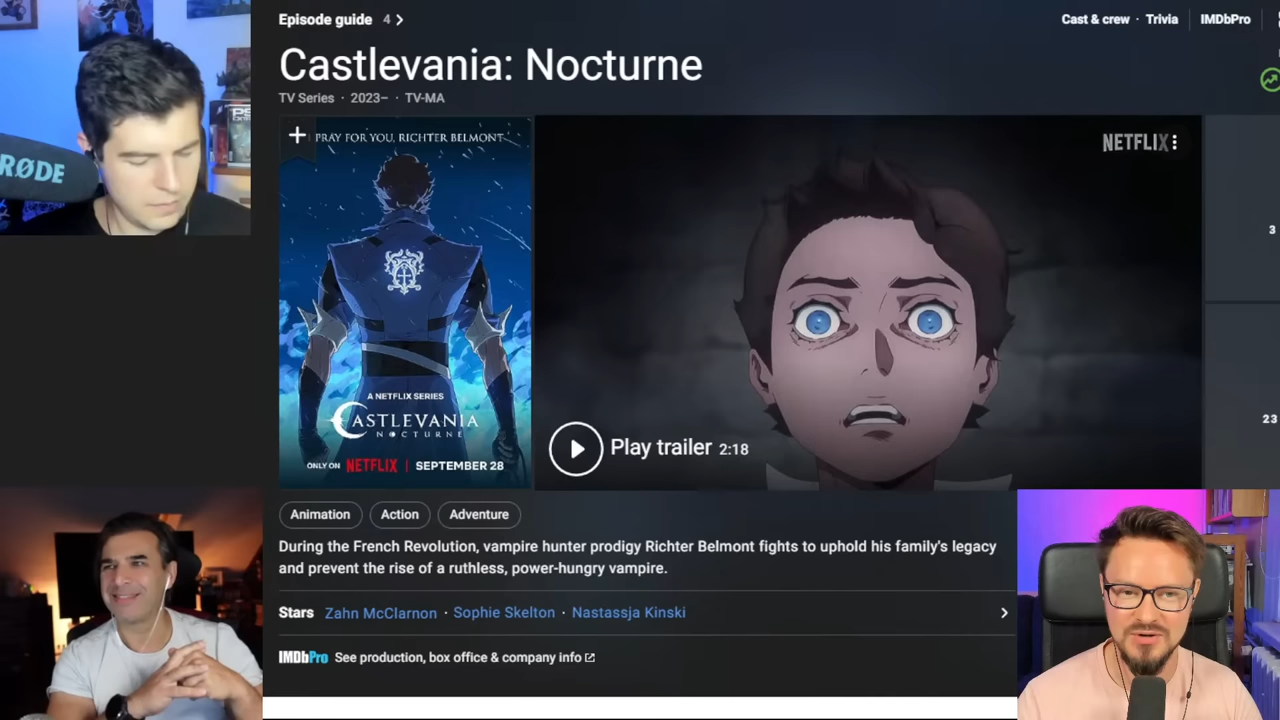 Episode guide 4
Cast & crew · Trivia
IMDbPro
Castlevania: Nocturne
TV Series · 2023– · TV-MA
RØDE
PRAY FOR YOU, RICHTER BELMONT
NETFLIX
3
A NETFLIX SERIES
CASTLEVANIA
NOCTURNE
ONLY ON NETFLIX | SEPTEMBER 28
Play trailer 2:18
23
Animation
Action
Adventure
During the French Revolution, vampire hunter prodigy Richter Belmont fights to uphold his family's legacy
and prevent the rise of a ruthless, power-hungry vampire.
Stars Zahn McClarnon · Sophie Skelton · Nastassja Kinski
IMDbPro See production, box office & company info